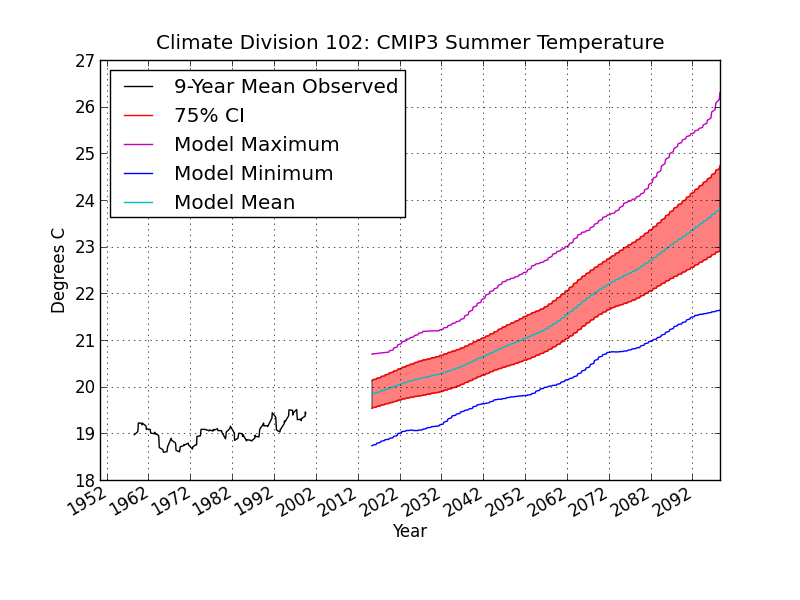 Climate Division 102: CMIP3 Summer Temperature
27
26
25
24
23
22
21
20
19
18
Degrees C
9-Year Mean Observed
75% CI
Model Maximum
Model Minimum
Model Mean
1952 1962 1972 1982 1992 2002 2012 2022 2032 2042 2052 2062 2072 2082 2092
Year